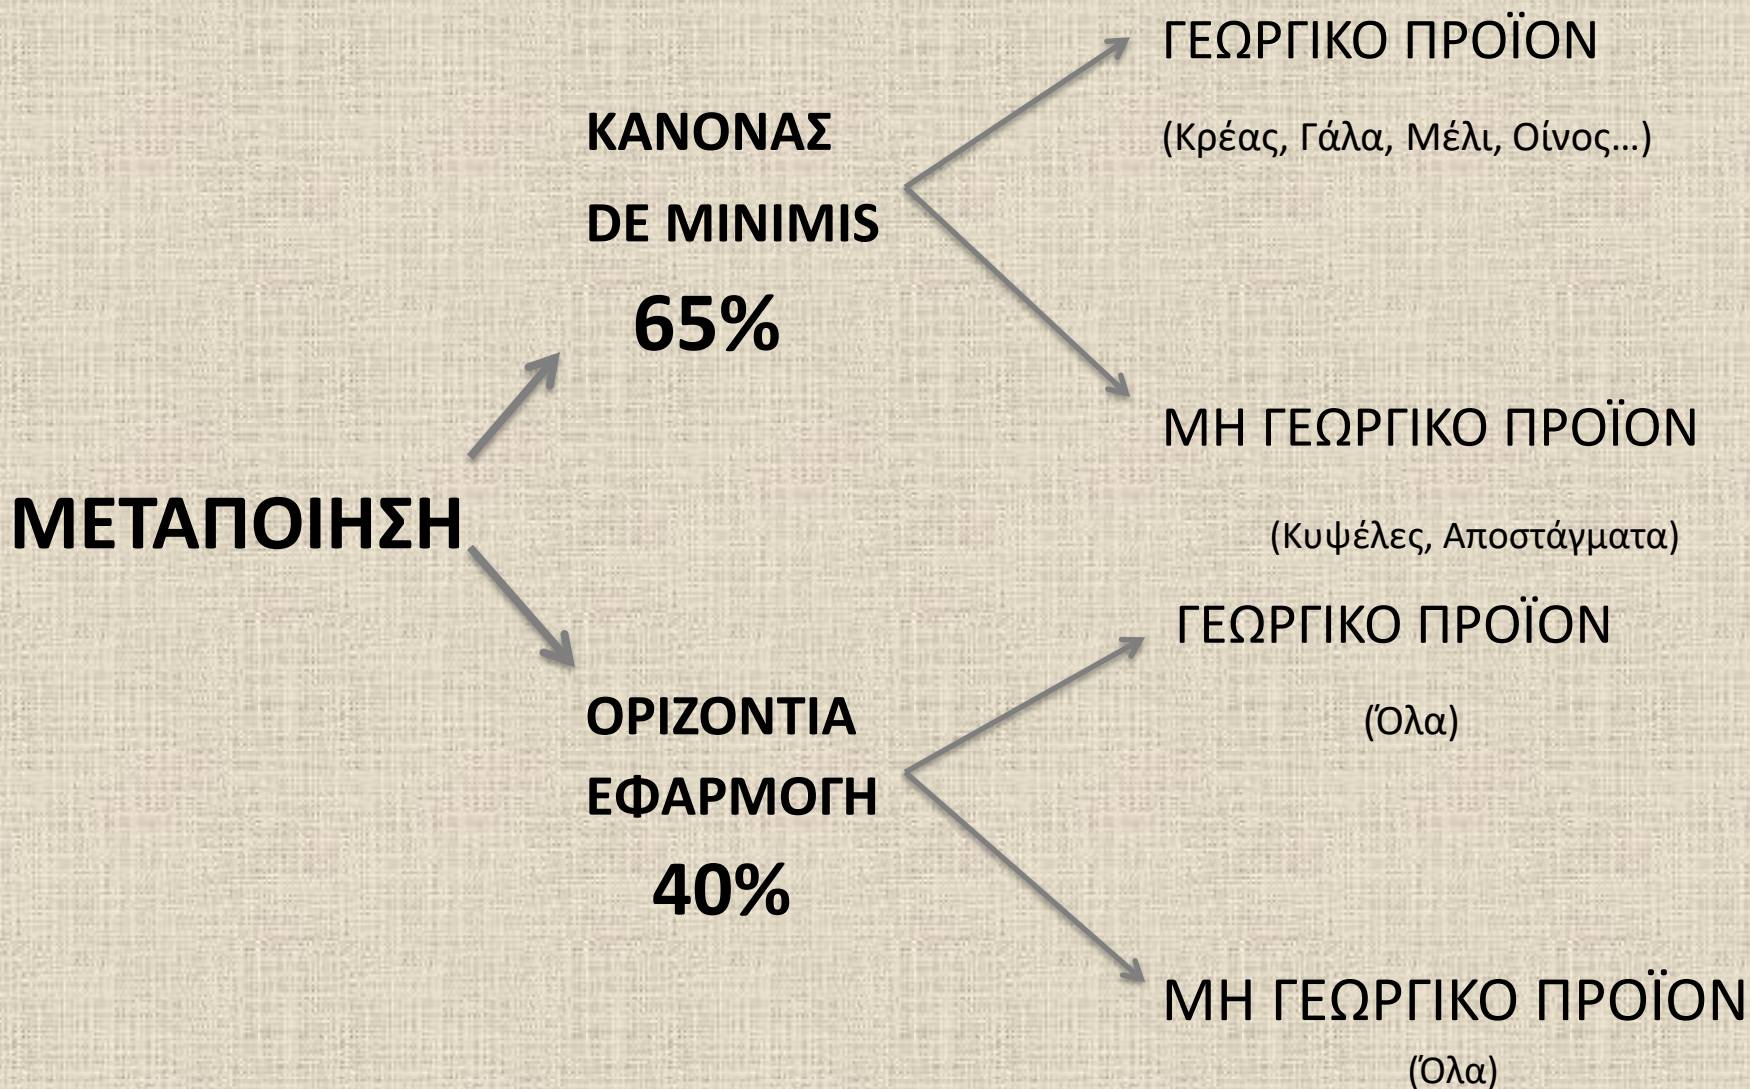 ΜΕΤΑΠΟΙΗΣΗ
ΚΑΝΟΝΑΣ
DE MINIMIS
65%
ΓΕΩΡΓΙΚΟ ΠΡΟΪΟΝ
(Κρέας, Γάλα, Μέλι, Οίνος...)
ΜΗ ΓΕΩΡΓΙΚΟ ΠΡΟΪΟΝ
(Κυψέλες, Αποστάγματα)
ΟΡΙΖΟΝΤΙΑ
ΕΦΑΡΜΟΓΗ
40%
ΓΕΩΡΓΙΚΟ ΠΡΟΪΟΝ
(Όλα)
ΜΗ ΓΕΩΡΓΙΚΟ ΠΡΟΪΟΝ
(Όλα)